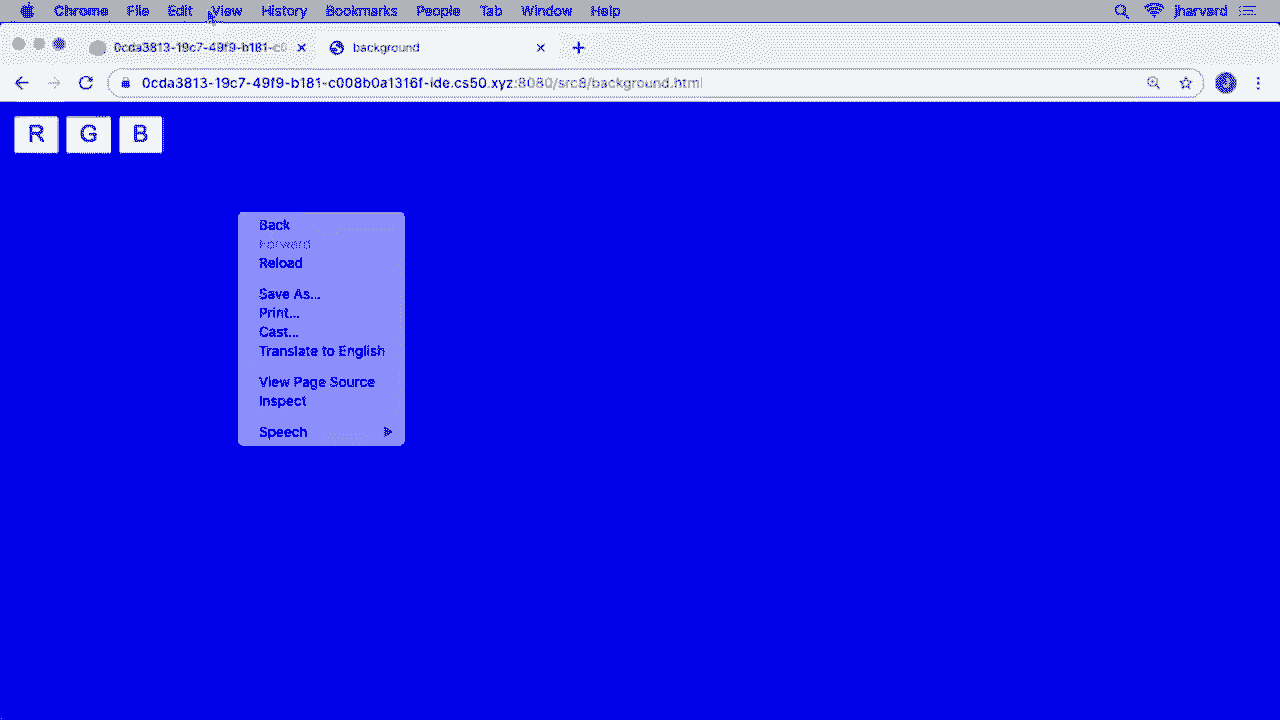 Chrome File Edit View History Bookmarks People Tab Window Help jharvard
0cda3813-19c7-49f9-b181-c0 background
0cda3813-19c7-49f9-b181-c008b0a1316f-ide.cs50.xyz:8080/src8/background.html
R G B
Back
Forward
Reload
Save As...
Print...
Cast...
Translate to English
View Page Source
Inspect
Speech